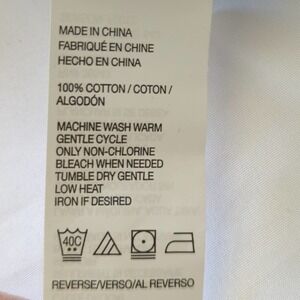 MADE IN CHINA
FABRIQUÉ EN CHINE
HECHO EN CHINA
100% COTTON / COTON /
ALGODÓN
MACHINE WASH WARM
GENTLE CYCLE
ONLY NON-CHLORINE
BLEACH WHEN NEEDED
TUMBLE DRY GENTLE
LOW HEAT
IRON IF DESIRED
40C
REVERSE/VERSO/AL REVERSO